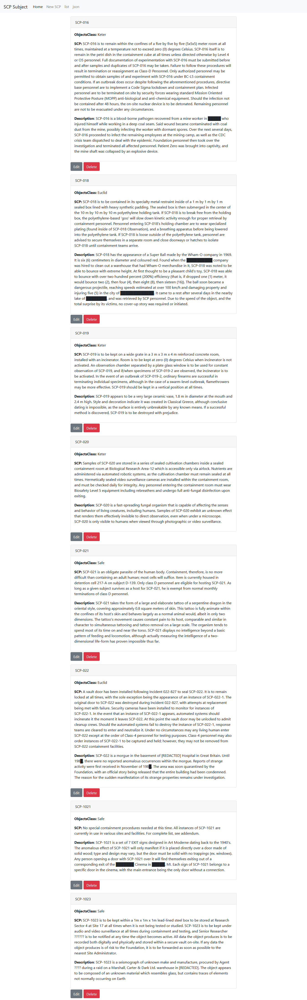 SCP Subject Home New SCP list json
SCP-016
ObjectsClass: Keter
SCP: SCP-016 is to remain within the confines of a five by five by five (5x5x5) meter room at all
times, maintained at a temperature not to exceed zero (0) degrees Celsius. SCP-016 itself is to
remain in the petri dish in the containment cube at all times unless directed otherwise by Level 4
or O5 personnel. Full documentation of experimentation with SCP-016 must be submitted before
and after samples and duplicates of SCP-016 may be taken. Failure to follow these procedures will
result in termination or reassignment as Class-D Personnel. Only authorized personnel may be
permitted to obtain samples of and experiment with SCP-016 under BC-L5 containment
conditions. If an outbreak does occur despite following the aforementioned procedures, directive
base personnel are to implement a Code Sigma lockdown and containment plan. Infected
personnel are to be terminated on site by security forces wearing standard Mission Oriented
Protective Posture (MOPP) anti-biological and anti-chemical equipment. Should the infection not
be contained after 48 hours, the on-site nuclear device is to be detonated. Remaining personnel
are not to be evacuated under any circumstances.
Description: SCP-016 is a blood-borne pathogen recovered from a mine worker in █████ who
injured himself while working in a deep coal seam. Said wound became contaminated with coal
dust from the mine, possibly infecting the worker with dormant spores. Over the next several days,
SCP-016 proceeded to infect the remaining employees at the mining camp, as well as the CDC
crisis team dispatched to deal with the epidemic. Foundation personnel then took over the
investigation and terminated all affected personnel. Patient Zero was brought into captivity, and
the mine shaft was collapsed by an explosive device.
Edit Delete
SCP-018
ObjectsClass: Euclid
SCP: SCP-018 is to be contained in its specialty metal restraint inside of a 1 m by 1 m by 1 m
sealed box lined with heavy synthetic padding. The sealed box is then submerged in the center of
the 10 m by 10 m by 10 m polyethylene holding tank. If SCP-018 is to break free from the holding
box, the polyethylene-based 'goo' will slow down kinetic activity enough for proper retrieval by
containment personnel. Personnel entering SCP-018's holding chamber are to wear specialized
plating (found inside of SCP-018 Observation), and a breathing apparatus before being lowered
into the polyethylene tank. If SCP-018 is loose outside of the polyethylene tank, personnel are
advised to secure themselves in a separate room and close doorways or hatches to isolate
SCP-018 until containment teams arrive.
Description: SCP-018 has the appearance of a Super Ball made by the Wham-O company in 1969.
It is six (6) centimeters in diameter and coloured red. Found when the ██████████ company
was hired to clean out a warehouse that had Wham-O merchandise in it, SCP-018 was noted to be
able to bounce with extreme height. At first thought to be a pleasant child's toy, SCP-018 was able
to bounce with over two hundred percent (200%) efficiency (that is, if dropped one (1) meter, it
would bounce two (2), then four (4), then eight (8), then sixteen (16)). The ball soon became a
dangerous projectile, reaching speeds estimated at over 100 km/h and damaging property and
injuring five (5) in the city of █████████████. It came to a rest after several days in the nearby
lake of ████████, and was retrieved by SCP personnel. Due to the speed of the object, and the
total surprise by its victims, no cover-up story was required or initiated.
Edit Delete
SCP-019
ObjectsClass: Keter
SCP: SCP-019 is to be kept on a wide grate in a 3 m x 3 m x 4 m reinforced concrete room,
installed with an incinerator. Room is to be kept at zero (0) degrees Celsius when incinerator is not
activated. An observation chamber separated by a plate glass window is to be used for constant
observation of SCP-019, and if/when specimens of SCP-019-2 are observed, the incinerator is to
be activated. In the event of an outbreak of SCP-019-2, ordinary firearms are successful in
terminating individual specimens, although in the case of a swarm-level outbreak, flamethrowers
may be more effective. SCP-019 should be kept in a vertical position at all times.
Description: SCP-019 appears to be a very large ceramic vase, 1.8 m in diameter at the mouth and
2.4 m high. Style and decoration indicate it was created in Classical Greece, although conclusive
dating is impossible, as the surface is entirely unbreakable by any known means. If a successful
method is discovered, SCP-019 is to be destroyed with prejudice.
Edit Delete
SCP-020
ObjectsClass: Keter
SCP: Samples of SCP-020 are stored in a series of sealed cultivation chambers inside a sealed
containment room at Biological Research Area-12 which is accessible only via airlock. Nutrients are
administered via automated robotic systems, as the cultivation chamber must remain sealed at all
times. Hermetically sealed video surveillance cameras are installed within the containment room,
and must be checked daily for integrity. Any personnel entering the containment room must wear
Biosafety Level 5 equipment including rebreathers and undergo full anti-fungal disinfection upon
exiting.
Description: SCP-020 is a fast-spreading fungal organism that is capable of affecting the senses
and behavior of living creatures, including humans. Samples of SCP-020 exhibit an unknown effect
that renders them effectively invisible to direct observation, even when under a microscope.
SCP-020 is only visible to humans when viewed through photographic or video surveillance.
Edit Delete
SCP-021
ObjectsClass: Safe
SCP: SCP-021 is an obligate parasite of the human body. Containment, therefore, is no more
difficult than containing an adult human; most cells will suffice. Item is currently housed in
detention cell 217-A on subject D-139. Only class D personnel are eligible for hosting SCP-021. As
long as a given subject survives as a host for SCP-021, he is exempt from normal monthly
terminations of class D personnel.
Description: SCP-021 takes the form of a large and elaborate tattoo of a serpentine dragon in the
oriental style, covering approximately 0.8 square meters of skin. This tattoo is fully animate within
the confines of its host's skin and behaves largely as a normal animal would, albeit in only two
dimensions. The tattoo's movement causes constant pain to its host, comparable and similar in
character to simultaneous tattooing and tattoo removal on a large scale. The organism tends to
spend most of its time on and near the torso. SCP-021 displays no intelligence beyond a basic
pattern of feeding and locomotion, although actually measuring the intelligence of a two-
dimensional life-form has proven impossible thus far.
Edit Delete
SCP-022
ObjectsClass: Euclid
SCP: A vault door has been installed following Incident 022-827 to seal SCP-022. It is to remain
locked at all times, with the sole exception being the appearance of an instance of SCP-022-1. The
original door to SCP-022 was destroyed during Incident 022-827, with attempts at replacement
being met with failure. Security cameras have been installed to monitor for instances of
SCP-022-1. In the event that an instance of SCP-022-1 appears, automated systems should
incinerate it the moment it leaves SCP-022. At this point the vault door may be unlocked to admit
cleanup crews. Should the automated systems fail to destroy the instance of SCP-022-1, response
teams are cleared to enter and neutralize it. Under no circumstances may any living human enter
SCP-022 except at the order of Class-4 personnel for testing purposes. Class-4 personnel may also
order instances of SCP-022-1 to be captured and held; however, they may not be removed from
SCP-022 containment facilities.
Description: SCP-022 is a morgue in the basement of [REDACTED] Hospital in Great Britain. Until
198█, there were no reported anomalous occurrences within the morgue. Reports of strange
activity were first received in November of 198█. The area was soon quarantined by the
Foundation, with an official story being released that the entire building had been condemned.
The reason for the sudden manifestation of its strange properties remains under investigation.
Edit Delete
SCP-1021
ObjectsClass: Safe
SCP: No special containment procedures needed at this time. All instances of SCP-1021 are
currently in use in various sites and facilities. For complete list, see addendum.
Description: SCP-1021 is a set of 7 EXIT signs designed in Art Moderne dating back to the 1940's.
The anomalous effect of SCP-1021 will only manifest if it is placed directly over a door made of
solid wood; type and design may vary, but the door must be solid with no trappings (ex. windows).
Any person opening a door with SCP-1021 over it will find themselves exiting out of a
corresponding exit of the ███████ Cinema in █████, MI. Each sign of SCP-1021 belongs to a
specific door in the cinema, with the main entrance being the only door without a connection.
Edit Delete
SCP-1023
ObjectsClass: Safe
SCP: SCP-1023 is to be kept within a 1m x 1m x 1m lead-lined steel box to be stored at Research
Sector 4 at Site 17 at all times when it is not being tested or studied. SCP-1023 is to be kept under
audio and video surveillance at all times during containment and testing, and Senior Researcher
?????? is to be notified at any time the object becomes active. All data the object produces is to be
recorded both digitally and physically and stored within a secure vault on-site. If any data the
object produces is of risk to the Foundation, it is to be forwarded as soon as possible to the
nearest Site Administrator.
Description: SCP-1023 is a seismograph of unknown make and manufacture, procured by Agent
???? during a raid on a Marshall, Carter & Dark Ltd. warehouse in [REDACTED]. The object appears
to be composed of an unknown material which resembles glass, but contains traces of elements
not normally occurring on Earth
Edit Delete